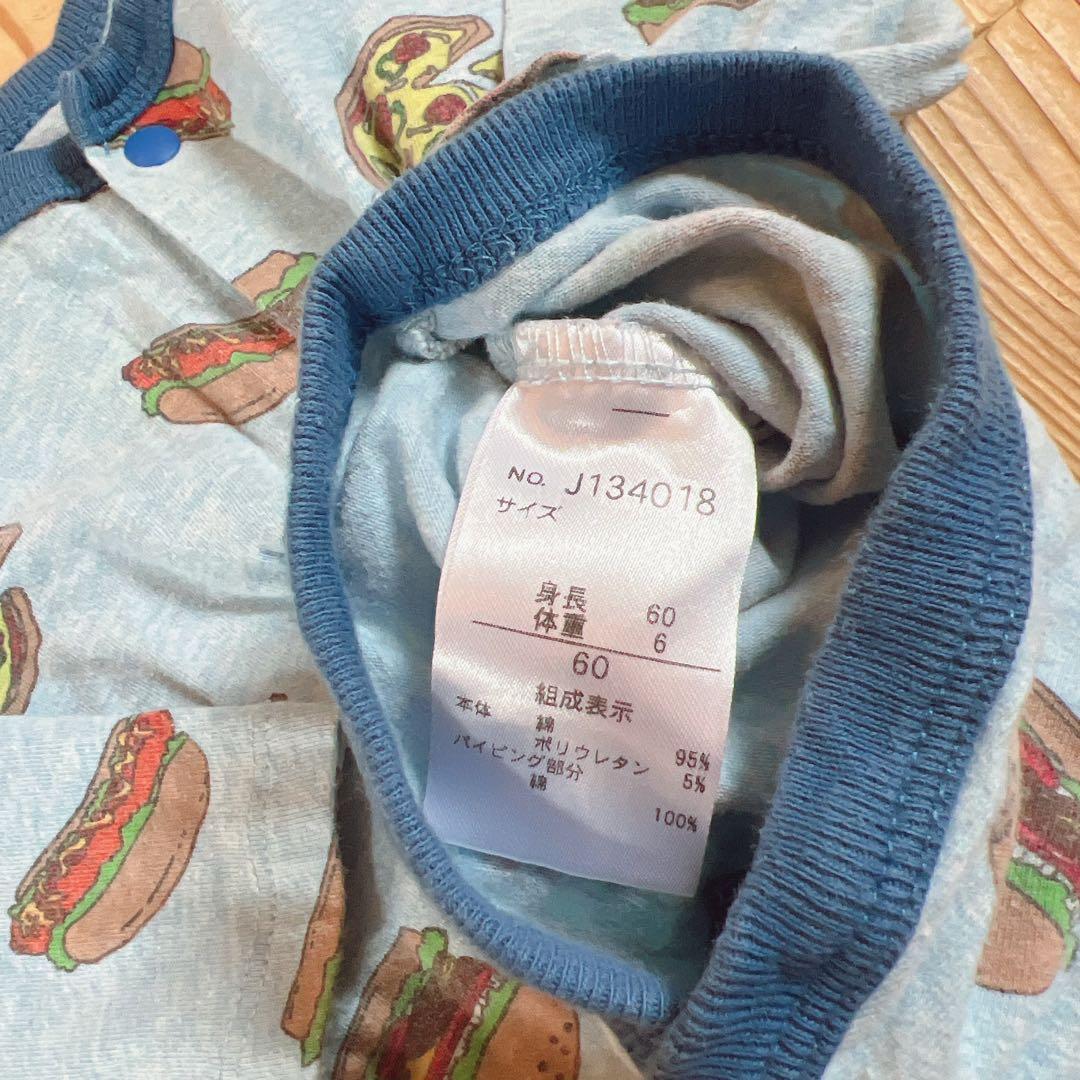 NO. J134018
サイズ
身長 60
体重 6
60
組成表示
本体 綿 95%
ポリウレタン 5%
パイピング部分
綿 100%